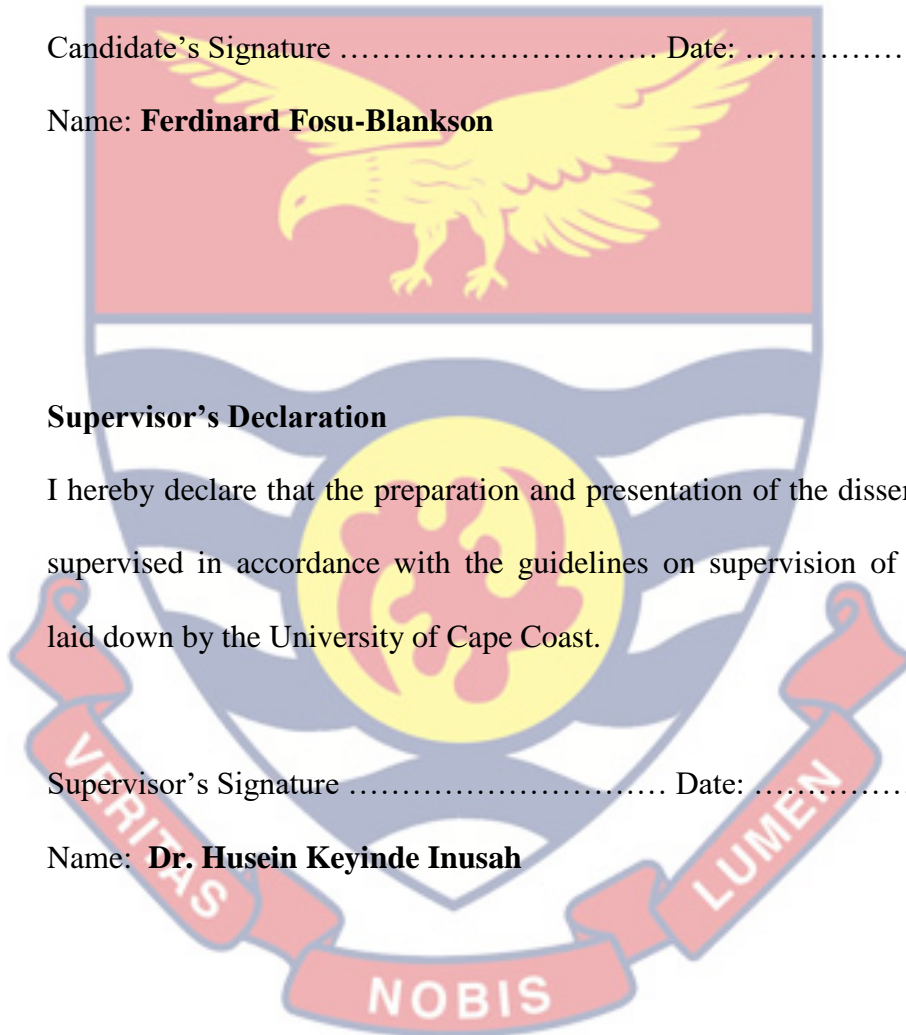 Candidate’s Signature ………………………… Date: ……………
Name: Ferdinard Fosu-Blankson
Supervisor’s Declaration
I hereby declare that the preparation and presentation of the
supervised in accordance with the guidelines on supervision of
laid down by the University of Cape Coast.
Supervisor’s Signature ………………………… Date: ……………
Name: Dr. Husein Keyinde Inusah
VERITAS
NOBIS
LUMEN